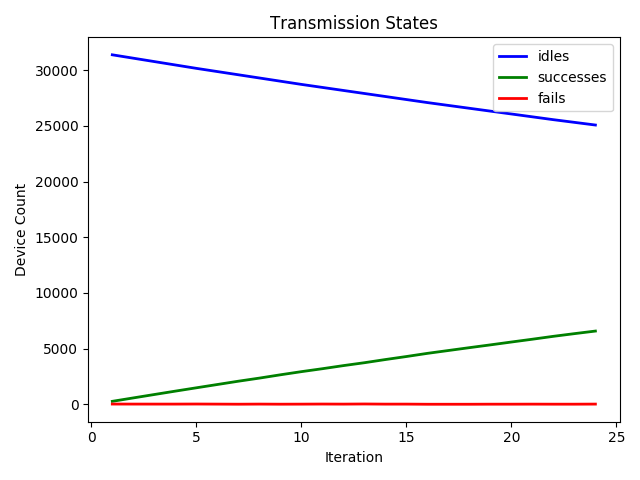 Transmission States
idles
successes
fails
Device Count
30000
25000
20000
15000
10000
5000
0
0 5 10 15 20 25
Iteration